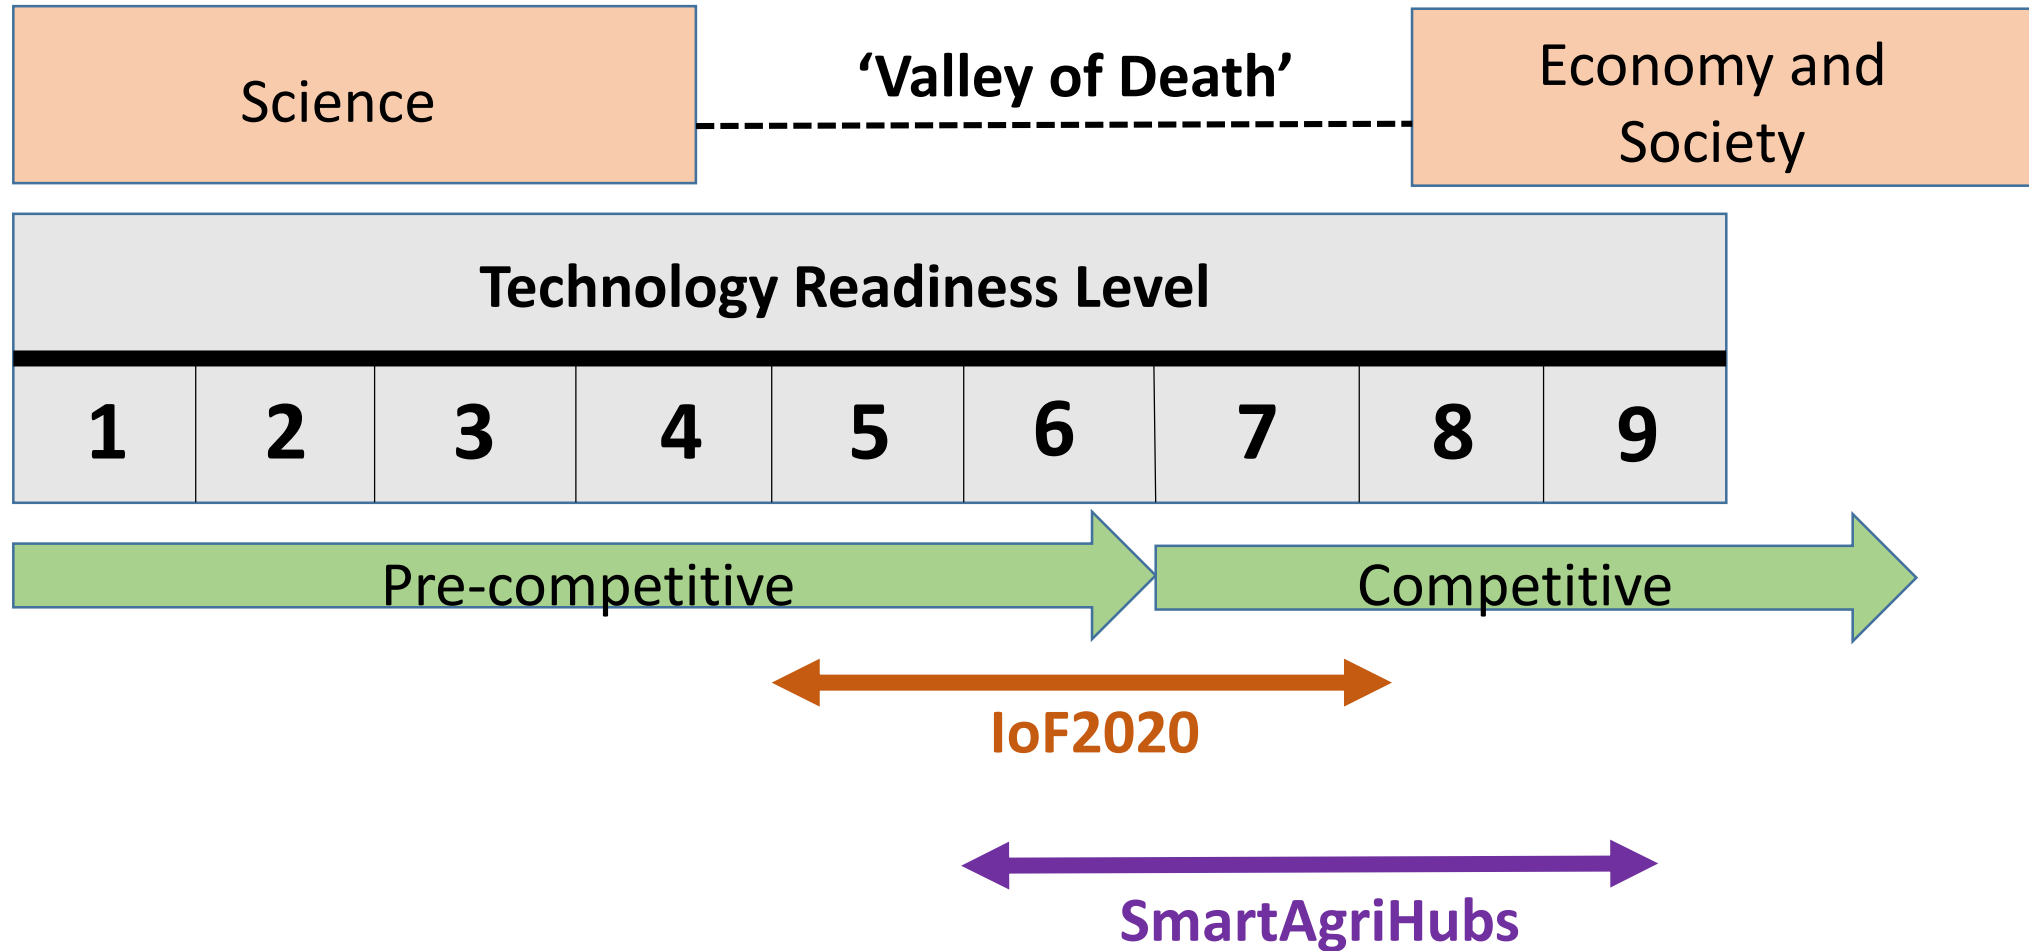 Science
‘Valley of Death’
Economy and
Society
Technology Readiness Level
1 2 3 4 5 6 7 8 9
Pre-competitive
Competitive
IoF2020
SmartAgriHubs